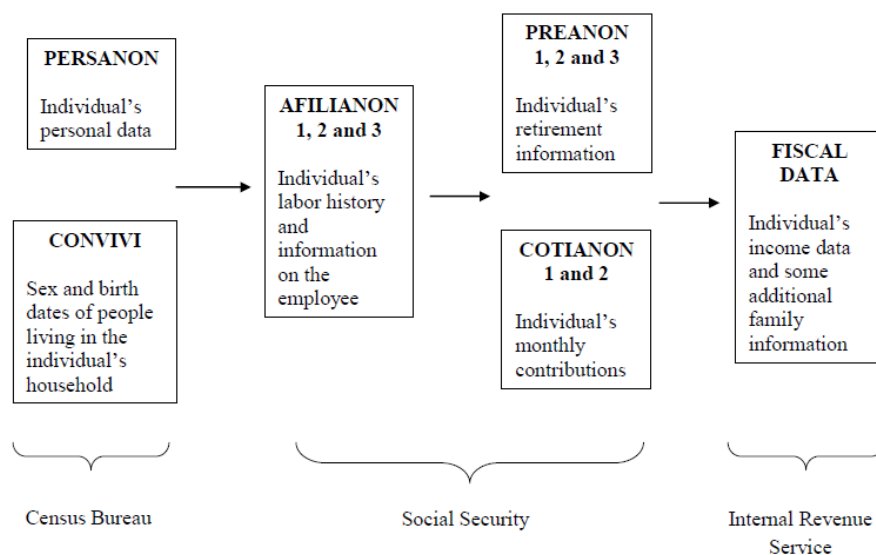 PERSANON
Individual's
personal data
CONVIVI
Sex and birth
dates of people
living in the
individual's
household
AFILIANON
1, 2 and 3
Individual's
labor history
and
information
on the
employee
PREANON
1, 2 and 3
Individual's
retirement
information
COTIANON
1 and 2
Individual's
monthly
contributions
FISCAL
DATA
Individual's
income data
and some
additional
family
information
Census Bureau
Social Security
Internal Revenue
Service